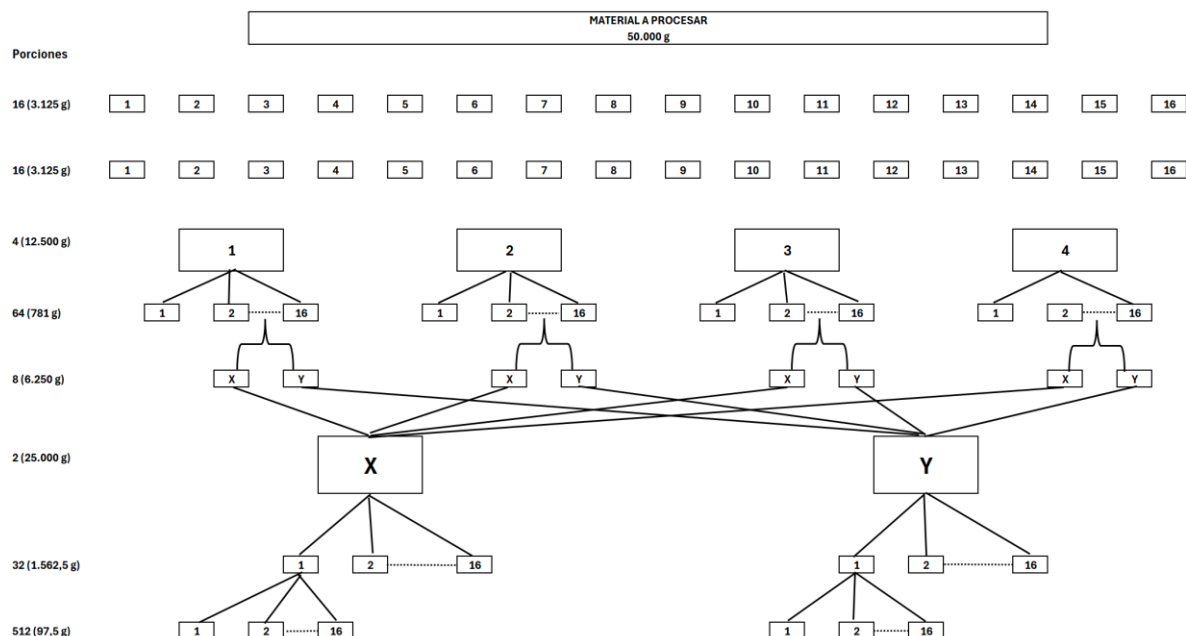 MATERIAL A PROCESAR
50.000 g
Porciones
16 (3.125 g) 1 2 3 4 5 6 7 8 9 10 11 12 13 14 15 16
16 (3.125 g) 1 2 3 4 5 6 7 8 9 10 11 12 13 14 15 16
4 (12.500 g) 1 2 3 4
64 (781 g) 1 2 16 1 2 16 1 2 16 1 2 16
8 (6.250 g) X Y X Y X Y X Y
2 (25.000 g) X Y
32 (1.562,5 g) 1 2 16 1 2 16
512 (97,5 g) 1 2 16 1 2 16